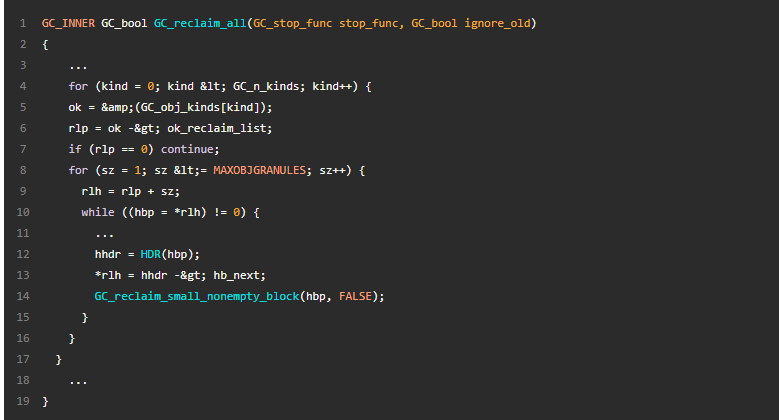 1 GC_INNER GC_bool GC_reclaim_all(GC_stop_func stop_func, GC_bool ignore_old)
2 {
3     ...
4     for (kind = 0; kind &lt; GC_n_kinds; kind++) {
5     ok = &amp;(GC_obj_kinds[kind]);
6     rlp = ok -&gt; ok_reclaim_list;
7     if (rlp == 0) continue;
8     for (sz = 1; sz &lt;= MAXOBJGRANULES; sz++) {
9       rlh = rlp + sz;
10       while ((hbp = *rlh) != 0) {
11         ...
12         hhdr = HDR(hbp);
13         *rlh = hhdr -&gt; hb_next;
14         GC_reclaim_small_nonempty_block(hbp, FALSE);
15       }
16     }
17   }
18     ...
19 }